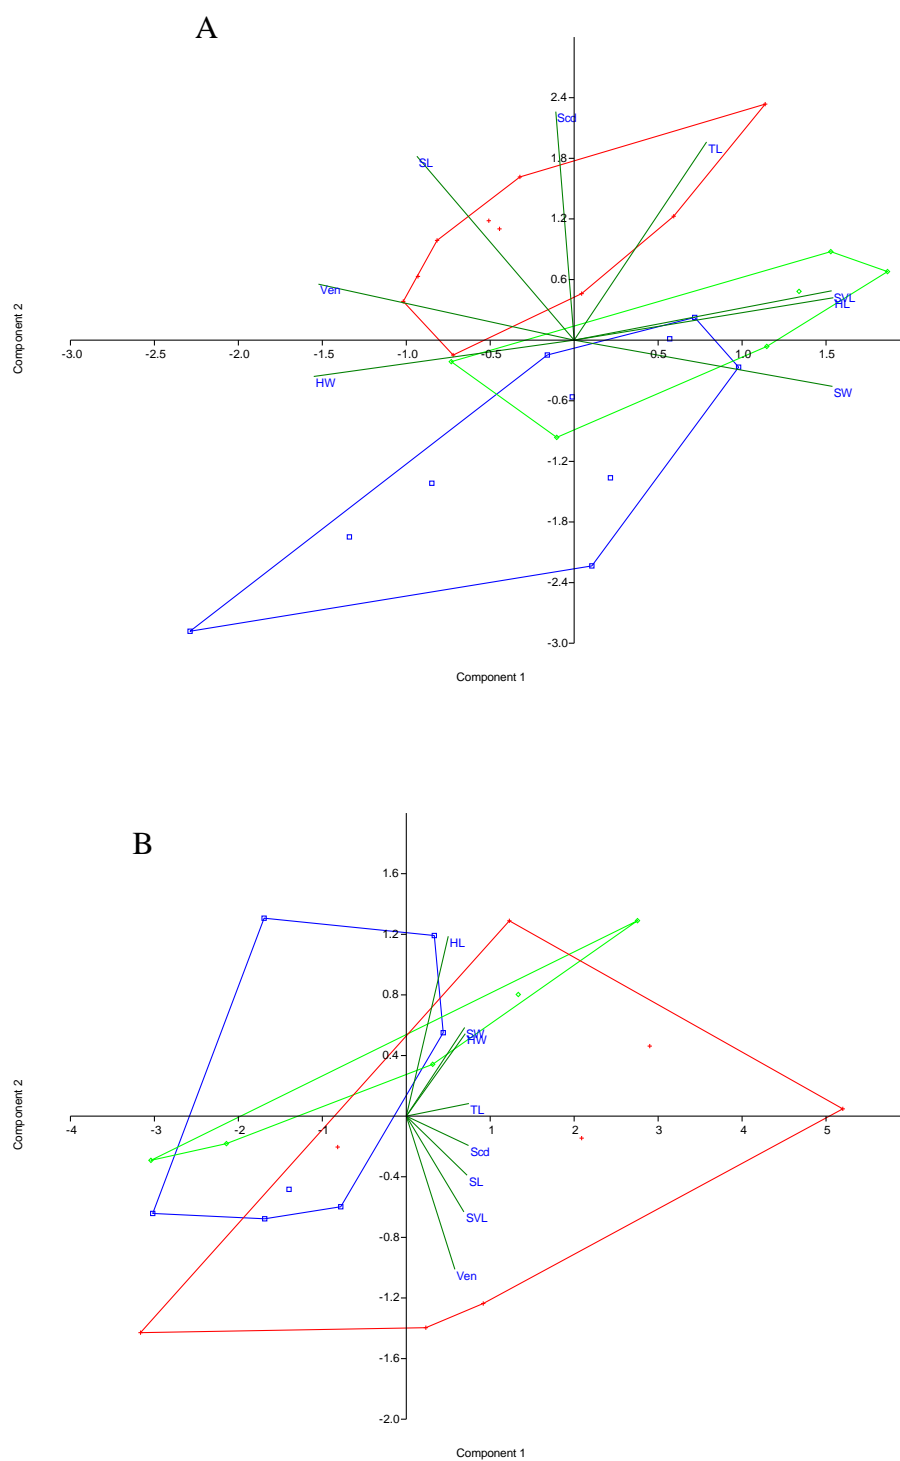 A
2.4
Scd
TL
1.8
SL
1.2
0.6
Ven
SVL
HL
Component 2
-3.0 -2.5 -2.0 -1.5 -1.0 -0.5 0.5 1.0 1.5
HW
SW
-0.6
-1.2
-1.8
-2.4
-3.0
Component 1
B
1.6
1.2
HL
0.8
SW
HW
0.4
Component 2
TL
-4 -3 -2 -1 1 2 3 4 5
Scd
-0.4
SL
SVL
-0.8
Ven
-1.2
-1.6
-2.0
Component 1